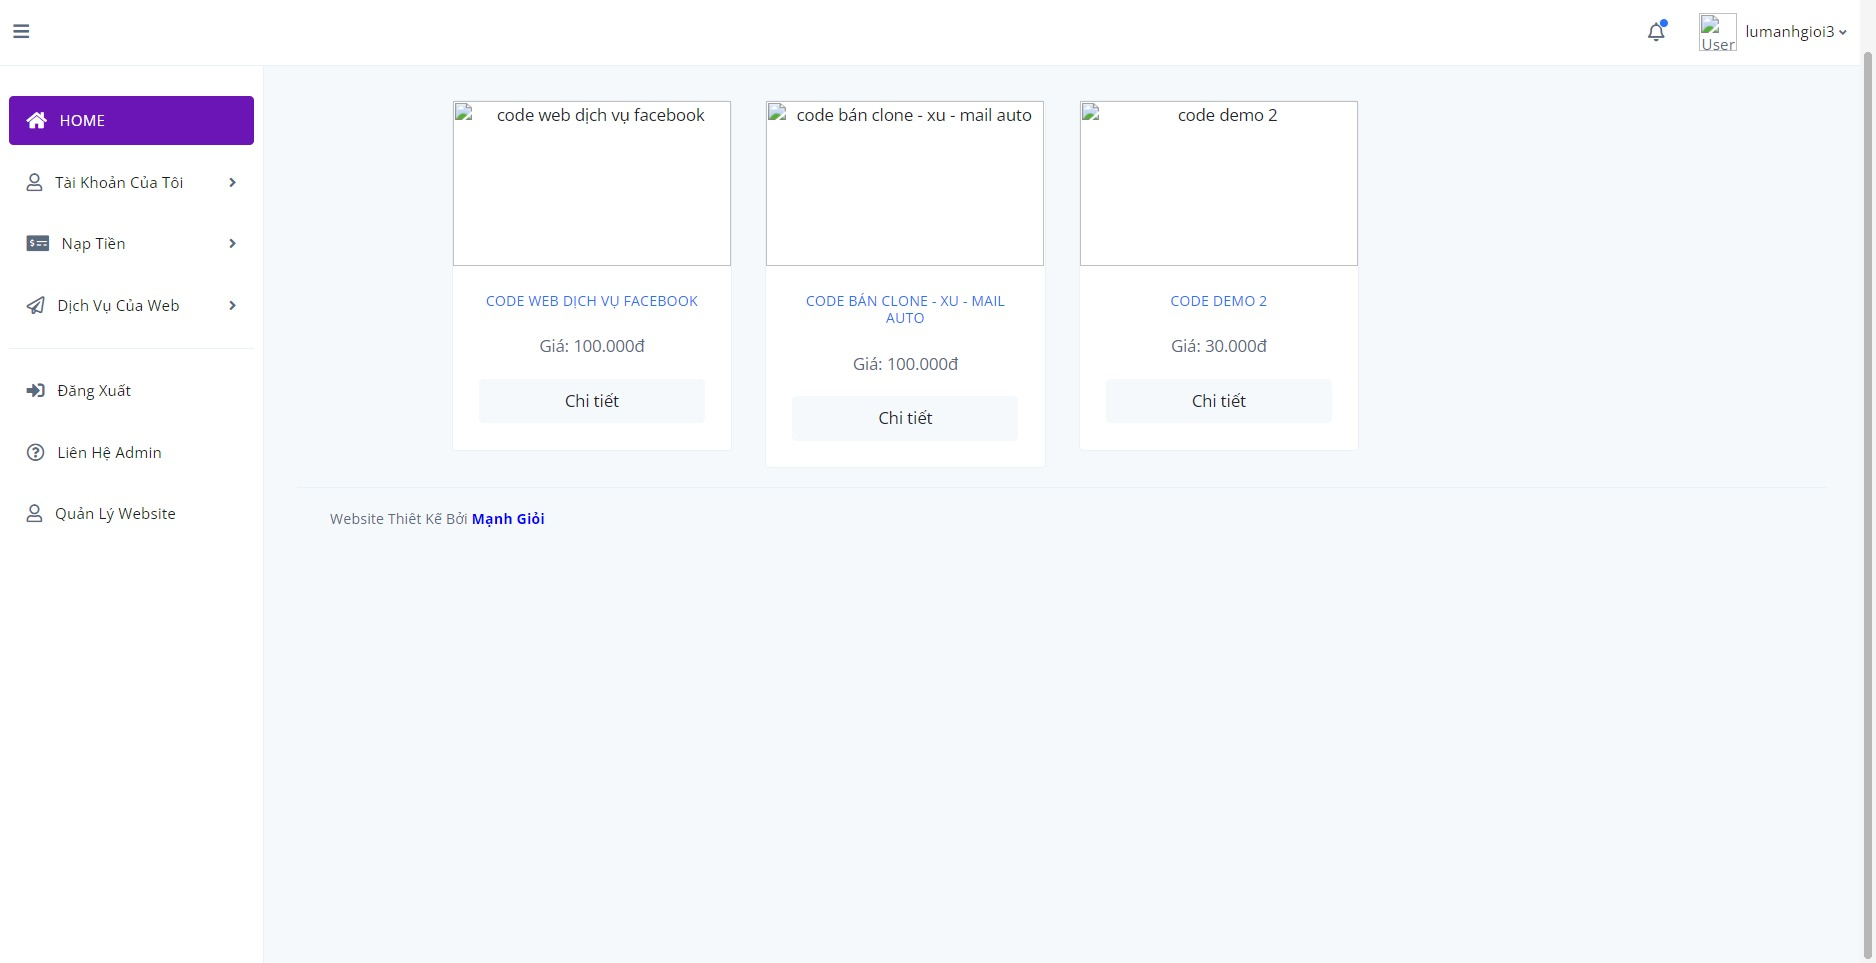 lumanhgioi3
User
HOME
Tài Khoản Của Tôi
Nạp Tiền
Dịch Vụ Của Web
Đăng Xuất
Liên Hệ Admin
Quản Lý Website
code web dịch vụ facebook
CODE WEB DỊCH VỤ FACEBOOK
Giá: 100.000đ
Chi tiết
code bán clone - xu - mail auto
CODE BÁN CLONE - XU - MAIL
AUTO
Giá: 100.000đ
Chi tiết
code demo 2
CODE DEMO 2
Giá: 30.000đ
Chi tiết
Website Thiêt Kế Bởi Mạnh Giỏi